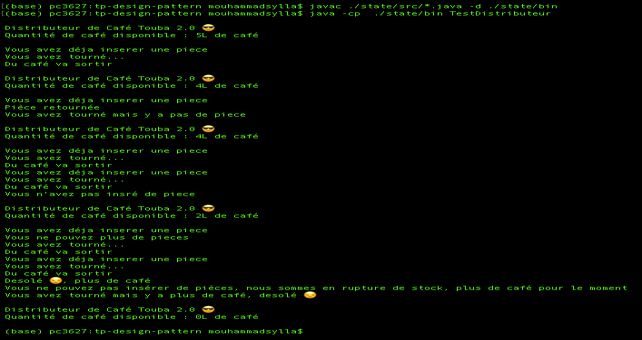 (base) pc3627:tp-design-pattern mouhammadsylla$ javac ./state/src/*.java -d ./state/bin
(base) pc3627:tp-design-pattern mouhammadsylla$ java -cp ./state/bin TestDistributeur
Distributeur de Café Touba 2.0 😎
Quantité de café disponible : 5L de café
Vous avez déja inserer une piece
Vous avez tourné...
Du café va sortir
Distributeur de Café Touba 2.0 😎
Quantité de café disponible : 4L de café
Vous avez déja inserer une piece
Piéce retournée
Vous avez tourné mais y a pas de piece
Distributeur de Café Touba 2.0 😎
Quantité de café disponible : 4L de café
Vous avez déja inserer une piece
Vous avez tourné...
Du café va sortir
Vous avez déja inserer une piece
Vous avez tourné...
Du café va sortir
Vous n'avez pas insré de piece
Distributeur de Café Touba 2.0 😎
Quantité de café disponible : 2L de café
Vous avez déja inserer une piece
Vous ne pouvez plus de pieces
Vous avez tourné...
Du café va sortir
Vous avez déja inserer une piece
Vous avez tourné...
Du café va sortir
Desolé 😔, plus de café
Vous ne pouvez pas insérer de piéces, nous sommes en rupture de stock, plus de café pour le moment
Vous avez tourné mais y a plus de café, desolé 😔
Distributeur de Café Touba 2.0 😎
Quantité de café disponible : 0L de café
(base) pc3627:tp-design-pattern mouhammadsylla$